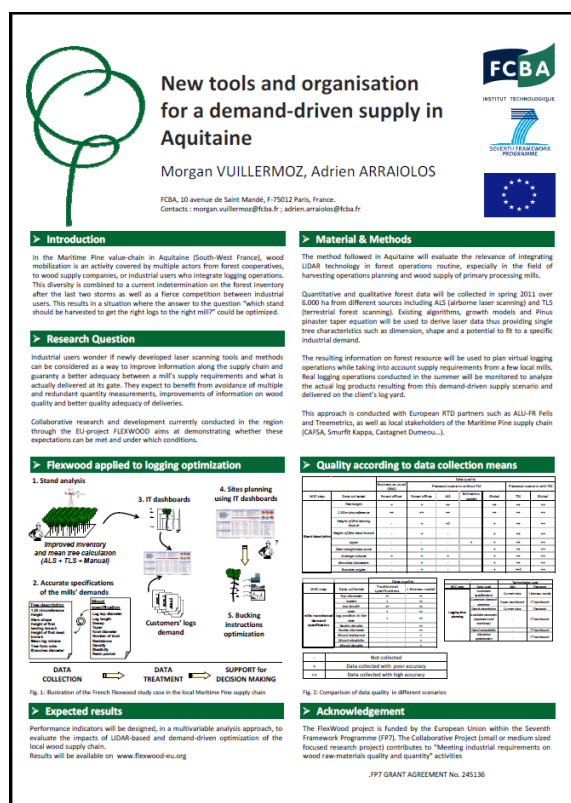 FCBA
INSTITUT TECHNOLOGIQUE
SEVENTH FRAMEWORK
PROGRAMME
New tools and organisation
for a demand-driven supply in
Aquitaine
Morgan VUILLERMOZ, Adrien ARRAIOLOS
FCBA, 10 avenue de Saint Mandé, F-75012 Paris, France.
Contacts : morgan.vuillermoz@fcba.fr ; adrien.arraiolos@fcba.fr
Introduction
In the Maritime Pine value-chain in Aquitaine (South-West France), wood
mobilization is an activity covered by multiple actors from forest cooperatives,
to wood supply companies, or industrial users who integrate logging operations.
This diversity is combined to a current indetermination on the forest inventory
after the last two storms as well as a fierce competition between industrial
users. This results in a situation where the answer to the question "which stand
should be harvested to get the right logs to the right mill?" could be optimized.
Research Question
Industrial users wonder if newly developed laser scanning tools and methods
can be considered as a way to improve information along the supply chain and
guaranty a better adequacy between a mill's supply requirements and what is
actually delivered at its gate. They expect to benefit from avoidance of multiple
and redundant quantity measurements, improvements of information on wood
quality and better quality adequacy of deliveries.
Collaborative research and development currently conducted in the region
through the EU-project FLEXWOOD aims at demonstrating whether these
expectations can be met and under which conditions.
Material & Methods
The method followed in Aquitaine will evaluate the relevance of integrating
LIDAR technology in forest operations routine, especially in the field of
harvesting operations planning and wood supply of primary processing mills.
Quantitative and qualitative forest data will be collected in spring 2011 over
6.000 ha from different sources including ALS (airborne laser scanning) and TLS
(terrestrial forest scanning). Existing algorithms, growth models and Pinus
pinaster taper equation will be used to derive laser data thus providing single
tree characteristics such as dimension, shape and a potential to fit to a specific
industrial demand.
The resulting information on forest resource will be used to plan virtual logging
operations while taking into account supply requirements from a few local mills.
Real logging operations conducted in the summer will be monitored to analyze
the actual log products resulting from this demand-driven supply scenario and
delivered on the client's log yard.
This approach is conducted with European RTD partners such as ALU-FR Felis
and Treemetrics, as well as local stakeholders of the Maritime Pine supply chain
(CAFSA, Smurfit Kappa, Castagnet Dumeou...).
Flexwood applied to logging optimization
1. Stand analysis
Improved inventory
and mean tree calculation
(ALS + TLS + Manual)
2. Accurate specifications
of the mills' demands
Tree description
Wood
specification
3. IT dashboards
Customers' logs
demand
4. Sites planning
using IT dashboards
5. Bucking
instructions
optimization
DATA
COLLECTION
DATA
TREATMENT
SUPPORT for
DECISION MAKING
Fig. 1: Illustration of the French Flexwood study case in the local Maritime Pine supply chain
Quality according to data collection means
Data quality
Data collected
Tree height
Stand description
- Not collected
+ Data collected with poor accuracy
++ Data collected with high accuracy
Fig. 2: Comparison of data quality in different scenarios
Expected results
Performance indicators will be designed, in a multivariable analysis approach, to
evaluate the impacts of LIDAR-based and demand-driven optimization of the
local wood supply chain.
Results will be available on www.flexwood-eu.org
Acknowledgement
The FlexWood project is funded by the European Union within the Seventh
Framework Programme (FP7). The Collaborative Project (small or medium sized
focused research project) contributes to "Meeting industrial requirements on
wood raw-materials quality and quantity" activities
.FP7 GRANT AGREEMENT No. 245136